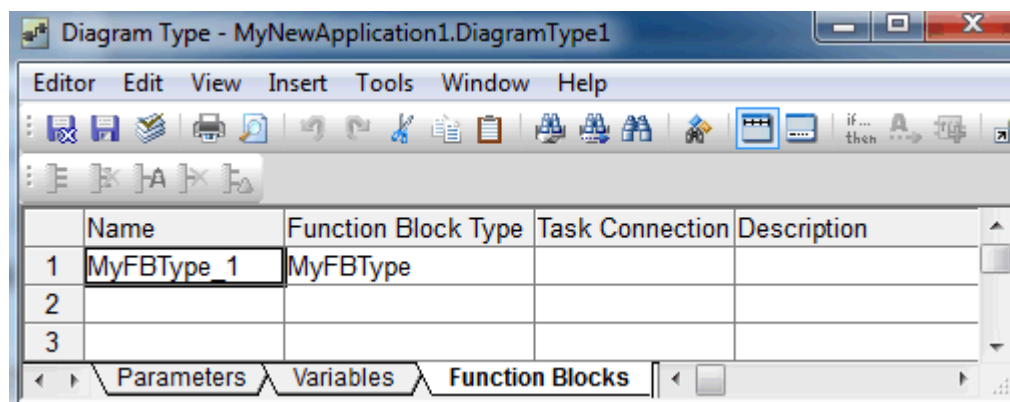 Diagram Type - MyNewApplication1.DiagramType1
Editor Edit View Insert Tools Window Help
if... then A
A
Name Function Block Type Task Connection Description
1 MyFBType_1 MyFBType
2
3
Parameters Variables Function Blocks